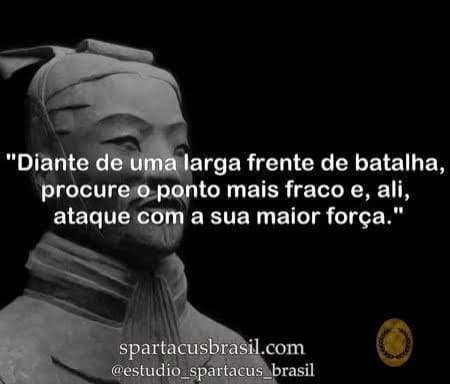 "Diante de uma larga frente de batalha,
procure o ponto mais fraco e, ali,
ataque com a sua maior força."
spartacusbrasil.com
@estudio_spartacus_brasil